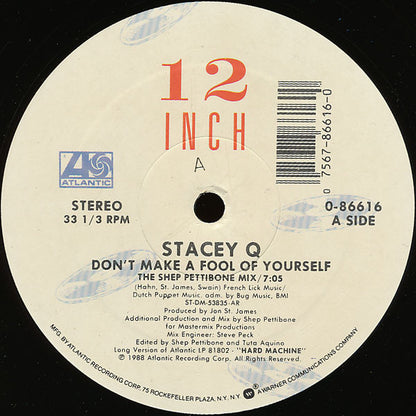 12
INCH
A
ATLANTIC
STEREO
33 1/3 RPM
0 7567-86616-0
0-86616
A SIDE
STACEY Q
DON'T MAKE A FOOL OF YOURSELF
THE SHEP PETTIBONE MIX/7:05
(Hahn, St. James, Swain) French Lick Music/
Dutch Puppet Music, adm. by Bug Music, BMI
ST-DM-53835-AR
Produced by Jon St. James
Additional Production and Mix by Shep Pettibone
for Mastermix Productions
Mix Engineer: Steve Peck
Edited by Shep Pettibone and Tuta Aquino
Long Version of Atlantic LP 81802 - "HARD MACHINE"
℗ 1988 Atlantic Recording Corp. All Rights Reserved.
MFG. BY ATLANTIC RECORDING CORP. 75 ROCKEFELLER PLAZA, N.Y., N.Y. A WARNER COMMUNICATIONS COMPANY